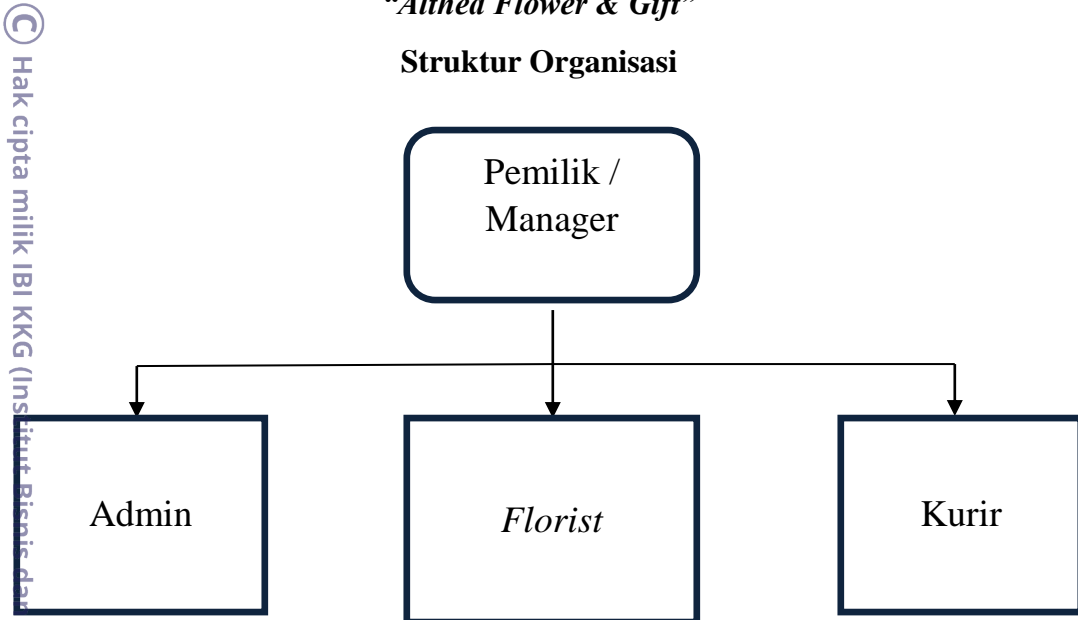 “Althea Flower & Gift”
Struktur Organisasi
Pemilik /
Manager
Admin
Florist
Kurir
© Hak cipta milik IBI KKG (Institut Bisnis dan